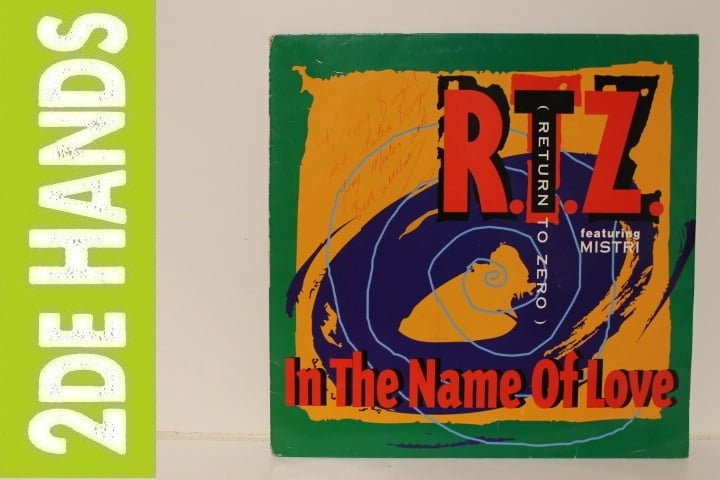 2DE HANDS
R.T.Z.
(RETURN TO ZERO)
featuring
MISTRI
In The Name Of Love